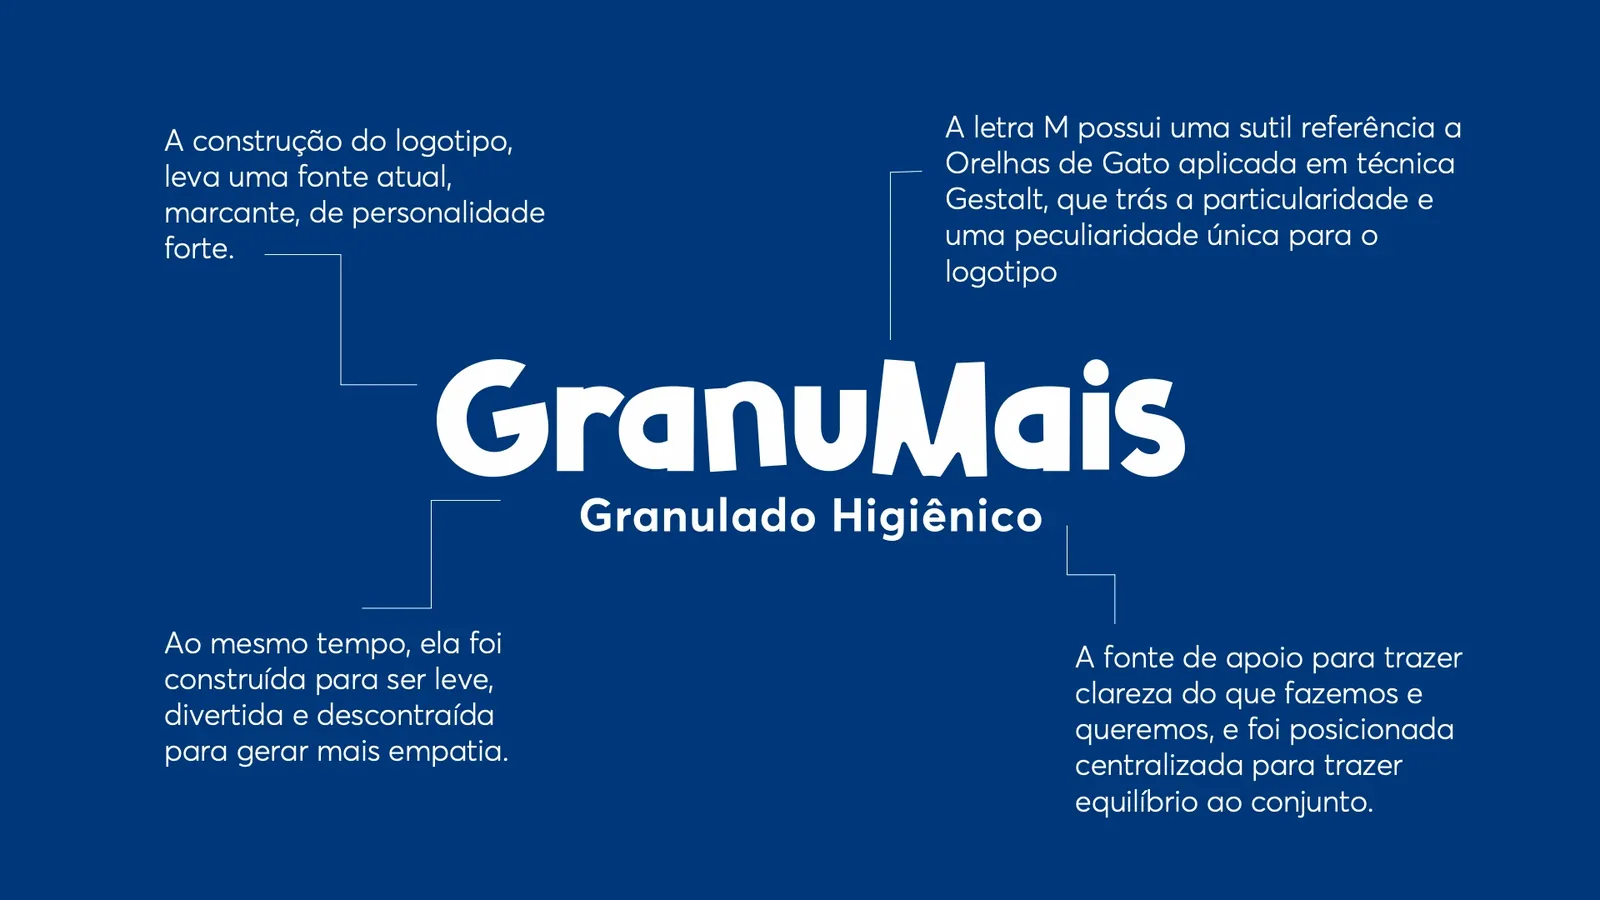 A construção do logotipo,
leva uma fonte atual,
marcante, de personalidade
forte.
A letra M possui uma sutil referência a
Orelhas de Gato aplicada em técnica
Gestalt, que trás a particularidade e
uma peculiaridade única para o
logotipo
GranuMais
Granulado Higiênico
Ao mesmo tempo, ela foi
construída para ser leve,
divertida e descontraída
para gerar mais empatia.
A fonte de apoio para trazer
clareza do que fazemos e
queremos, e foi posicionada
centralizada para trazer
equilíbrio ao conjunto.